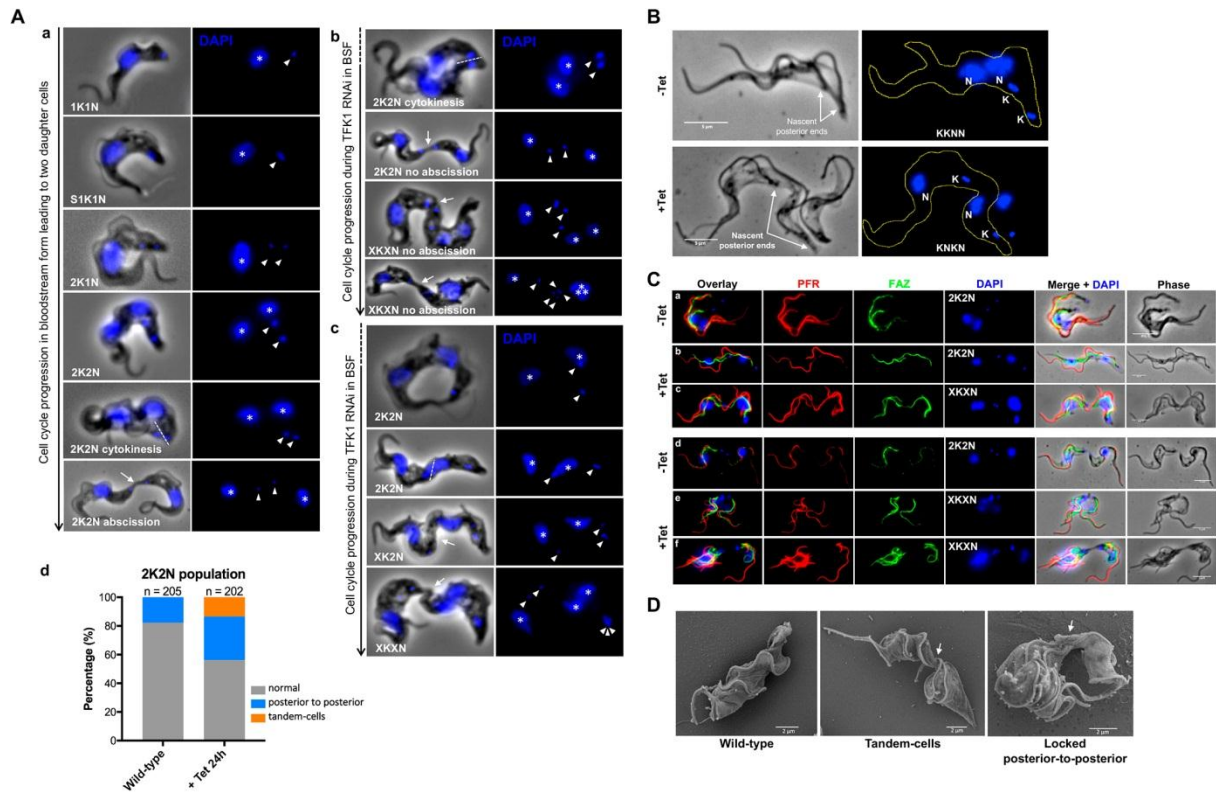 A
a
Cell cycle progression in bloodstream form leading to two daughter cells
DAPI
1K1N
S1K1N
2K1N
2K2N
2K2N cytokinesis
2K2N abscission
b
Cell cylcle progression during TFK1 RNAi in BSF
2K2N cytokinesis
2K2N no abscission
XKXN no abscission
XKXN no abscission
c
Cell cylcle progression during TFK1 RNAi in BSF
DAPI
2K2N
2K2N
XK2N
XKXN
d
2K2N population
n = 205 n = 202
Percentage (%)
100
80
60
40
20
0
Wild-type
+ Tet 24h
normal
posterior to posterior
tandem-cells
B
-Tet
Nascent
posterior ends
N N K
K
KKNN
+Tet
Nascent
posterior ends
N K
N
K
KNKN
C
Overlay PFR FAZ DAPI Merge + DAPI Phase
-Tet
a 2K2N
+Tet
b 2K2N
c XKXN
-Tet
d 2K2N
+Tet
e XKXN
f XKXN
D
2 µm 2 µm 2 µm
Wild-type
Tandem-cells
Locked
posterior-to-posterior